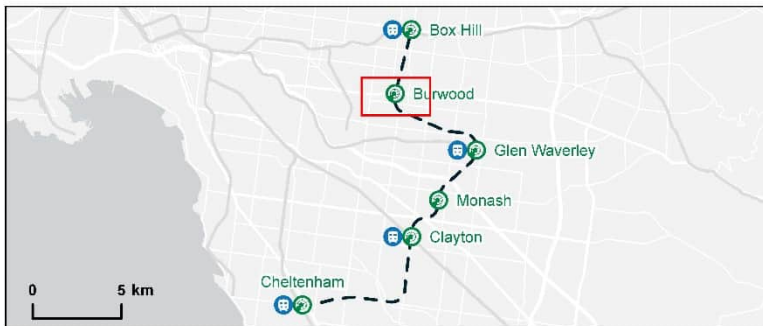 Box Hill
Burwood
Glen Waverley
Monash
Clayton
Cheltenham
0 5 km